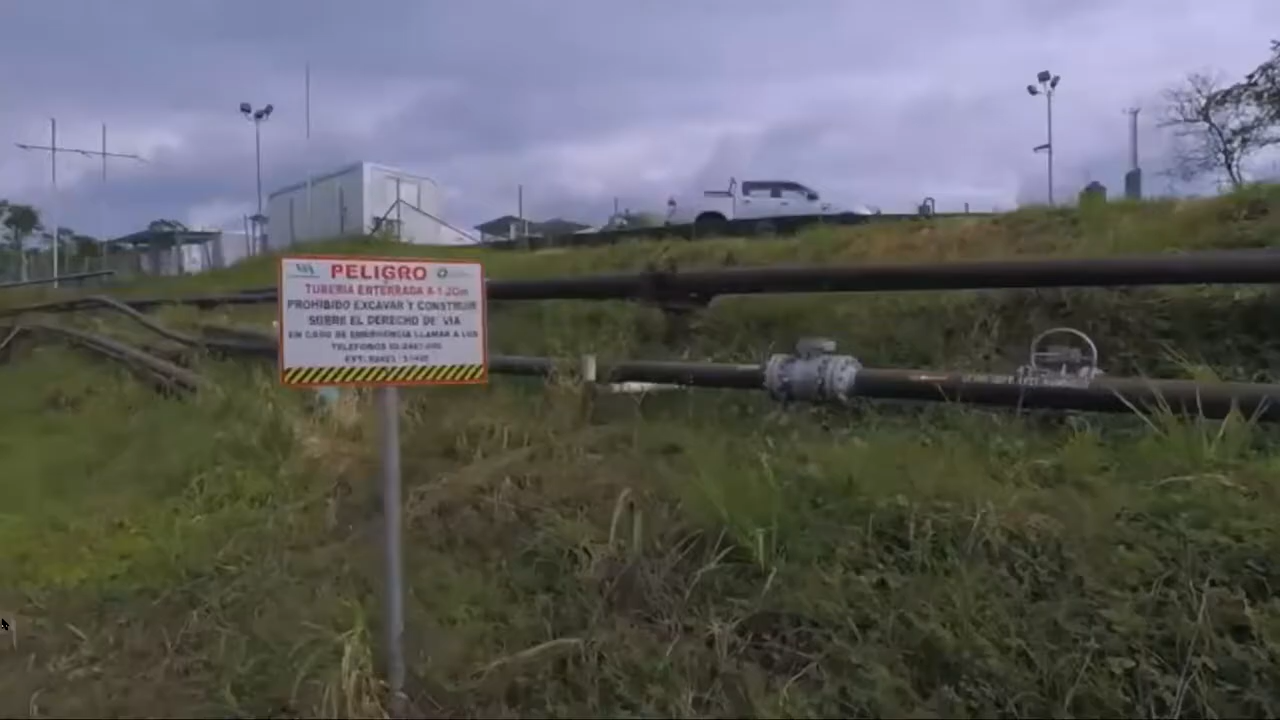 PELIGRO
TUBERIA ENTERRADA A 1.20m
PROHIBIDO EXCAVAR Y CONSTRUIR
SOBRE EL DERECHO DE VIA
EN CASO DE EMERGENCIA LLAMAR A LOS
TELEFONOS
EXT: